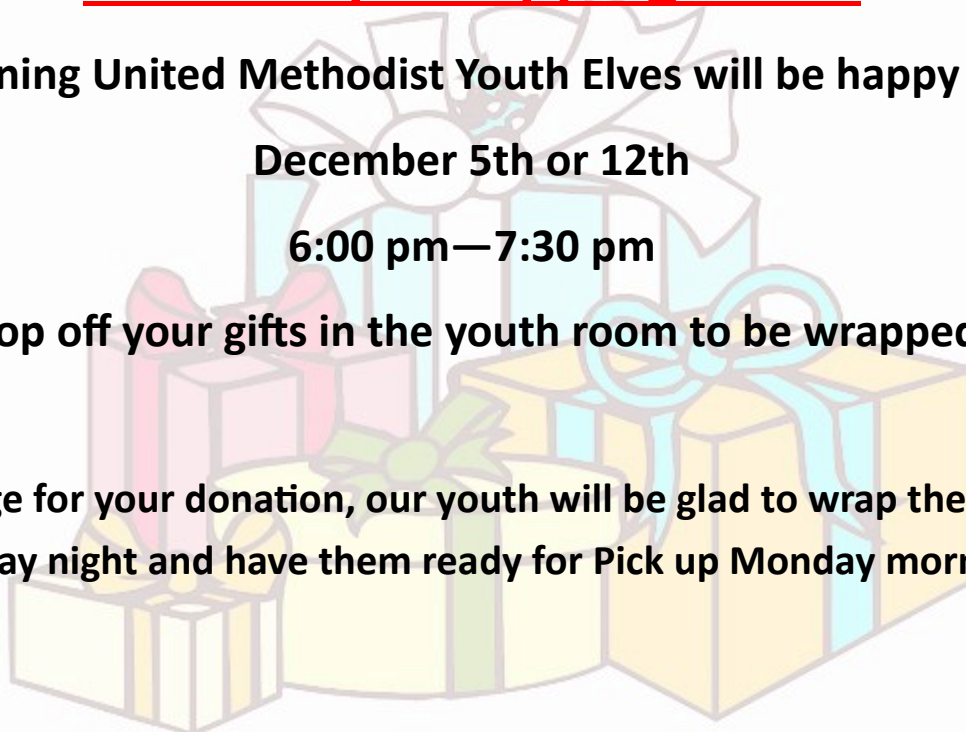 ning United Methodist Youth Elves will be happy
December 5th or 12th
6:00 pm—7:30 pm
op off your gifts in the youth room to be wrapped
ge for your donation, our youth will be glad to wrap the
ay night and have them ready for Pick up Monday morn